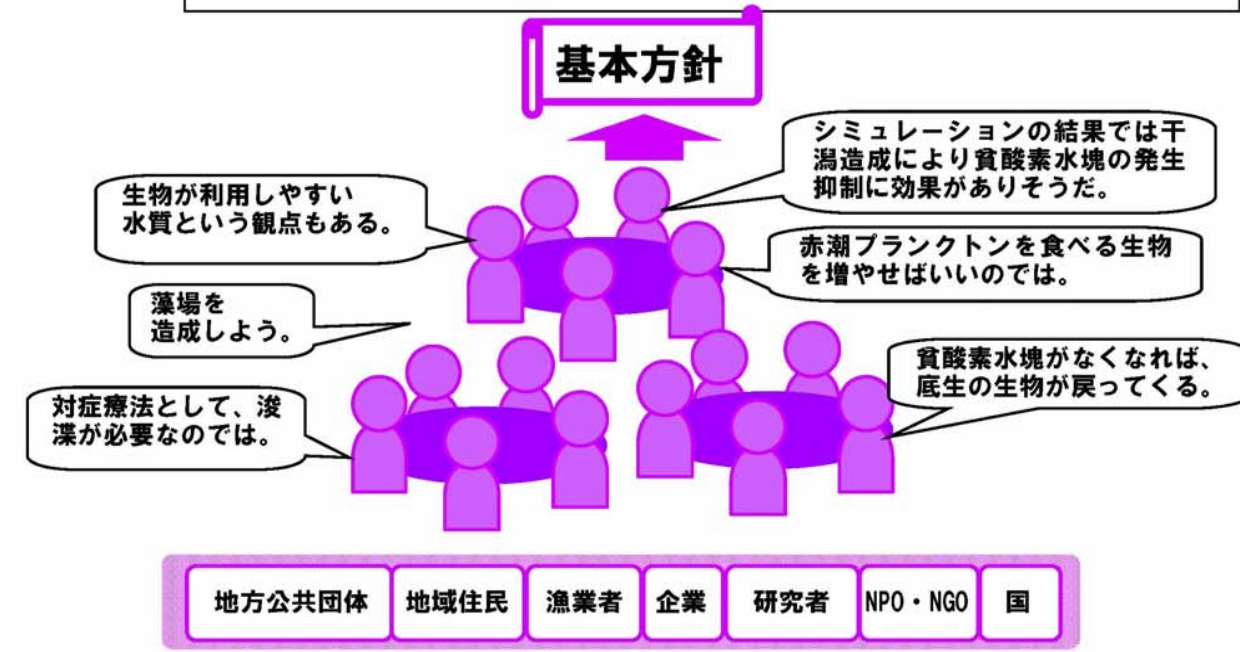 基本方針
シミュレーションの結果では干
潟造成により貧酸素水塊の発生
抑制に効果がありそうだ。
生物が利用しやすい
水質という観点もある。
赤潮プランクトンを食べる生物
を増やせばいいのでは。
藻場を
造成しよう。
貧酸素水塊がなくなれば、
底生の生物が戻ってくる。
対症療法として、浚
渫が必要なのでは。
地方公共団体 地域住民 漁業者 企業 研究者 NPO・NGO 国